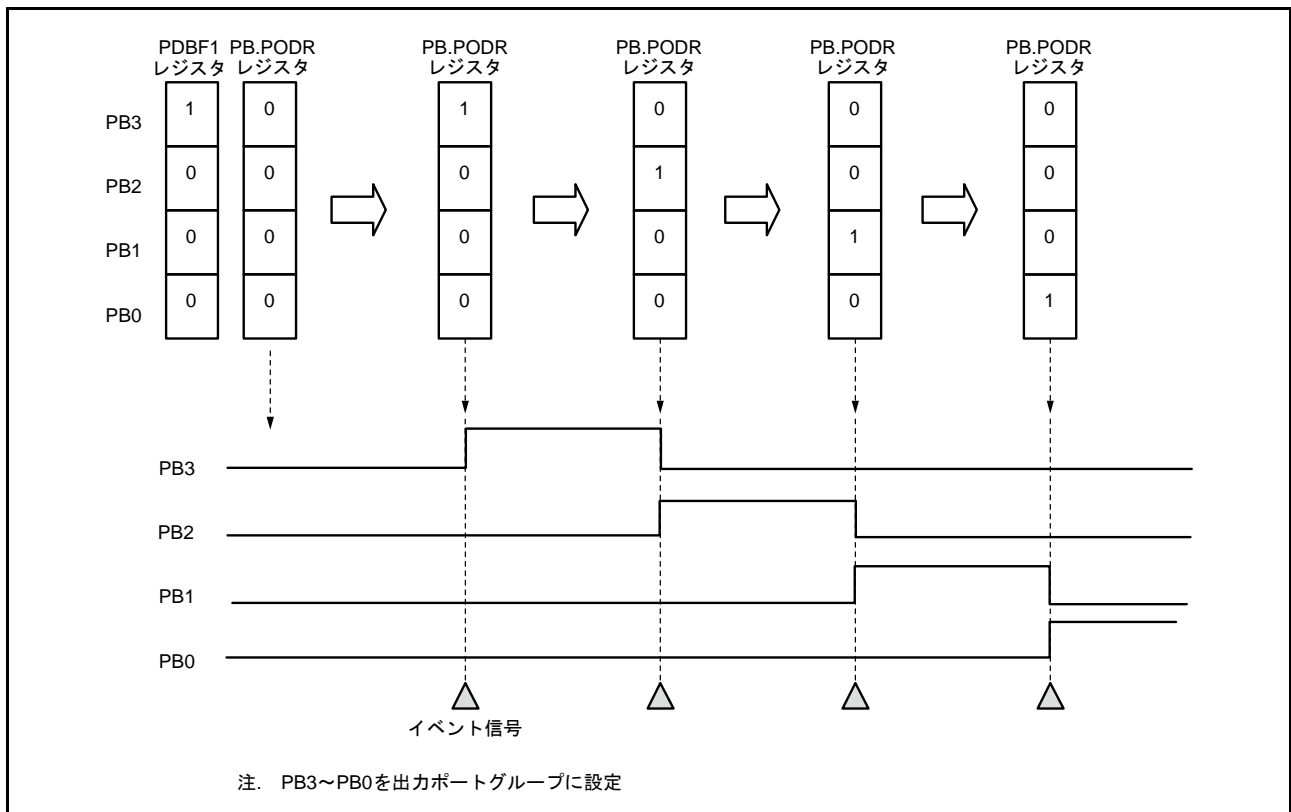 PDBF1 PB.PODR PB.PODR PB.PODR PB.PODR PB.PODR
レジスタ レジスタ レジスタ レジスタ レジスタ レジスタ
PB3 1 0 1 0 0 0
PB2 0 0 0 1 0 0
PB1 0 0 0 0 1 0
PB0 0 0 0 0 0 1
PB3
PB2
PB1
PB0
イベント信号
注. PB3～PB0を出力ポートグループに設定